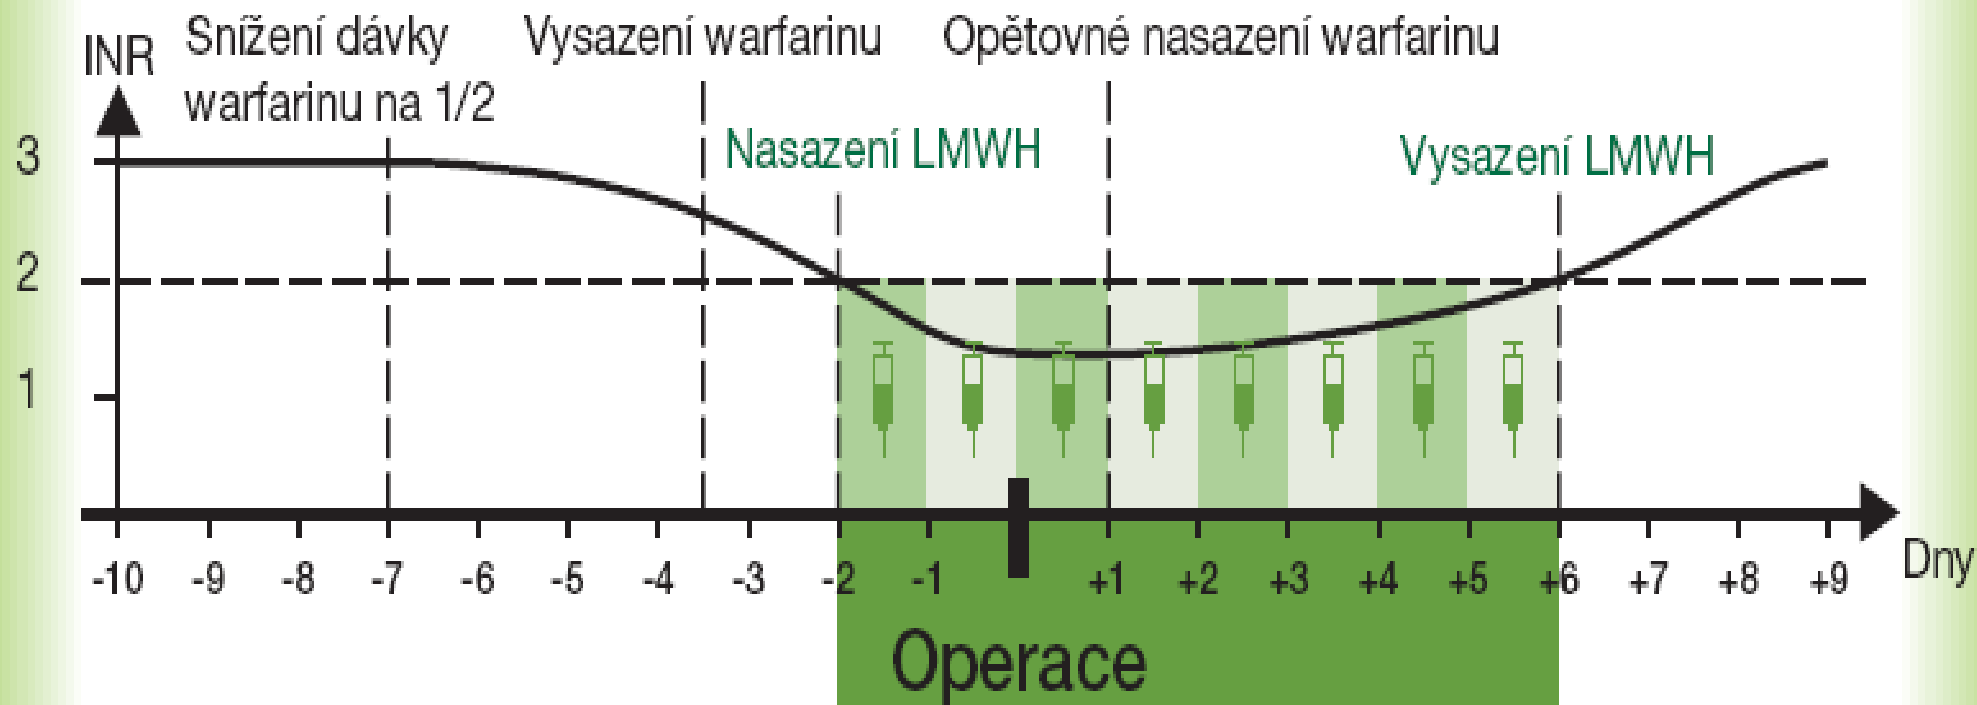 INR
Snížení dávky
warfarinu na 1/2
Vysazení warfarinu
Opětovné nasazení warfarinu
Nasazení LMWH
Vysazení LMWH
3
2
1
-10 -9 -8 -7 -6 -5 -4 -3 -2 -1 +1 +2 +3 +4 +5 +6 +7 +8 +9
Dny
Operace